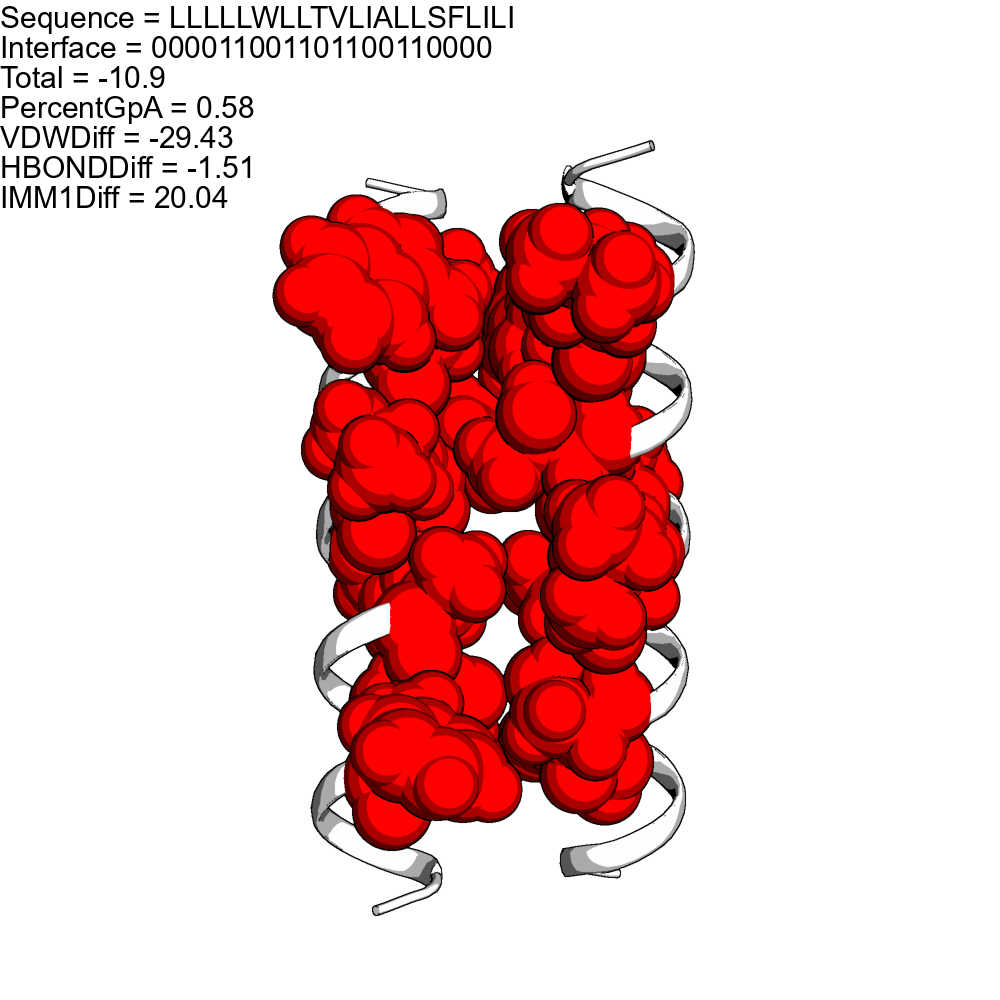 Sequence = LLLLLWLLTVLIALLSFLILI
Interface = 000011001101100110000
Total = -10.9
PercentGpA = 0.58
VDWDiff = -29.43
HBONDDiff = -1.51
IMM1Diff = 20.04